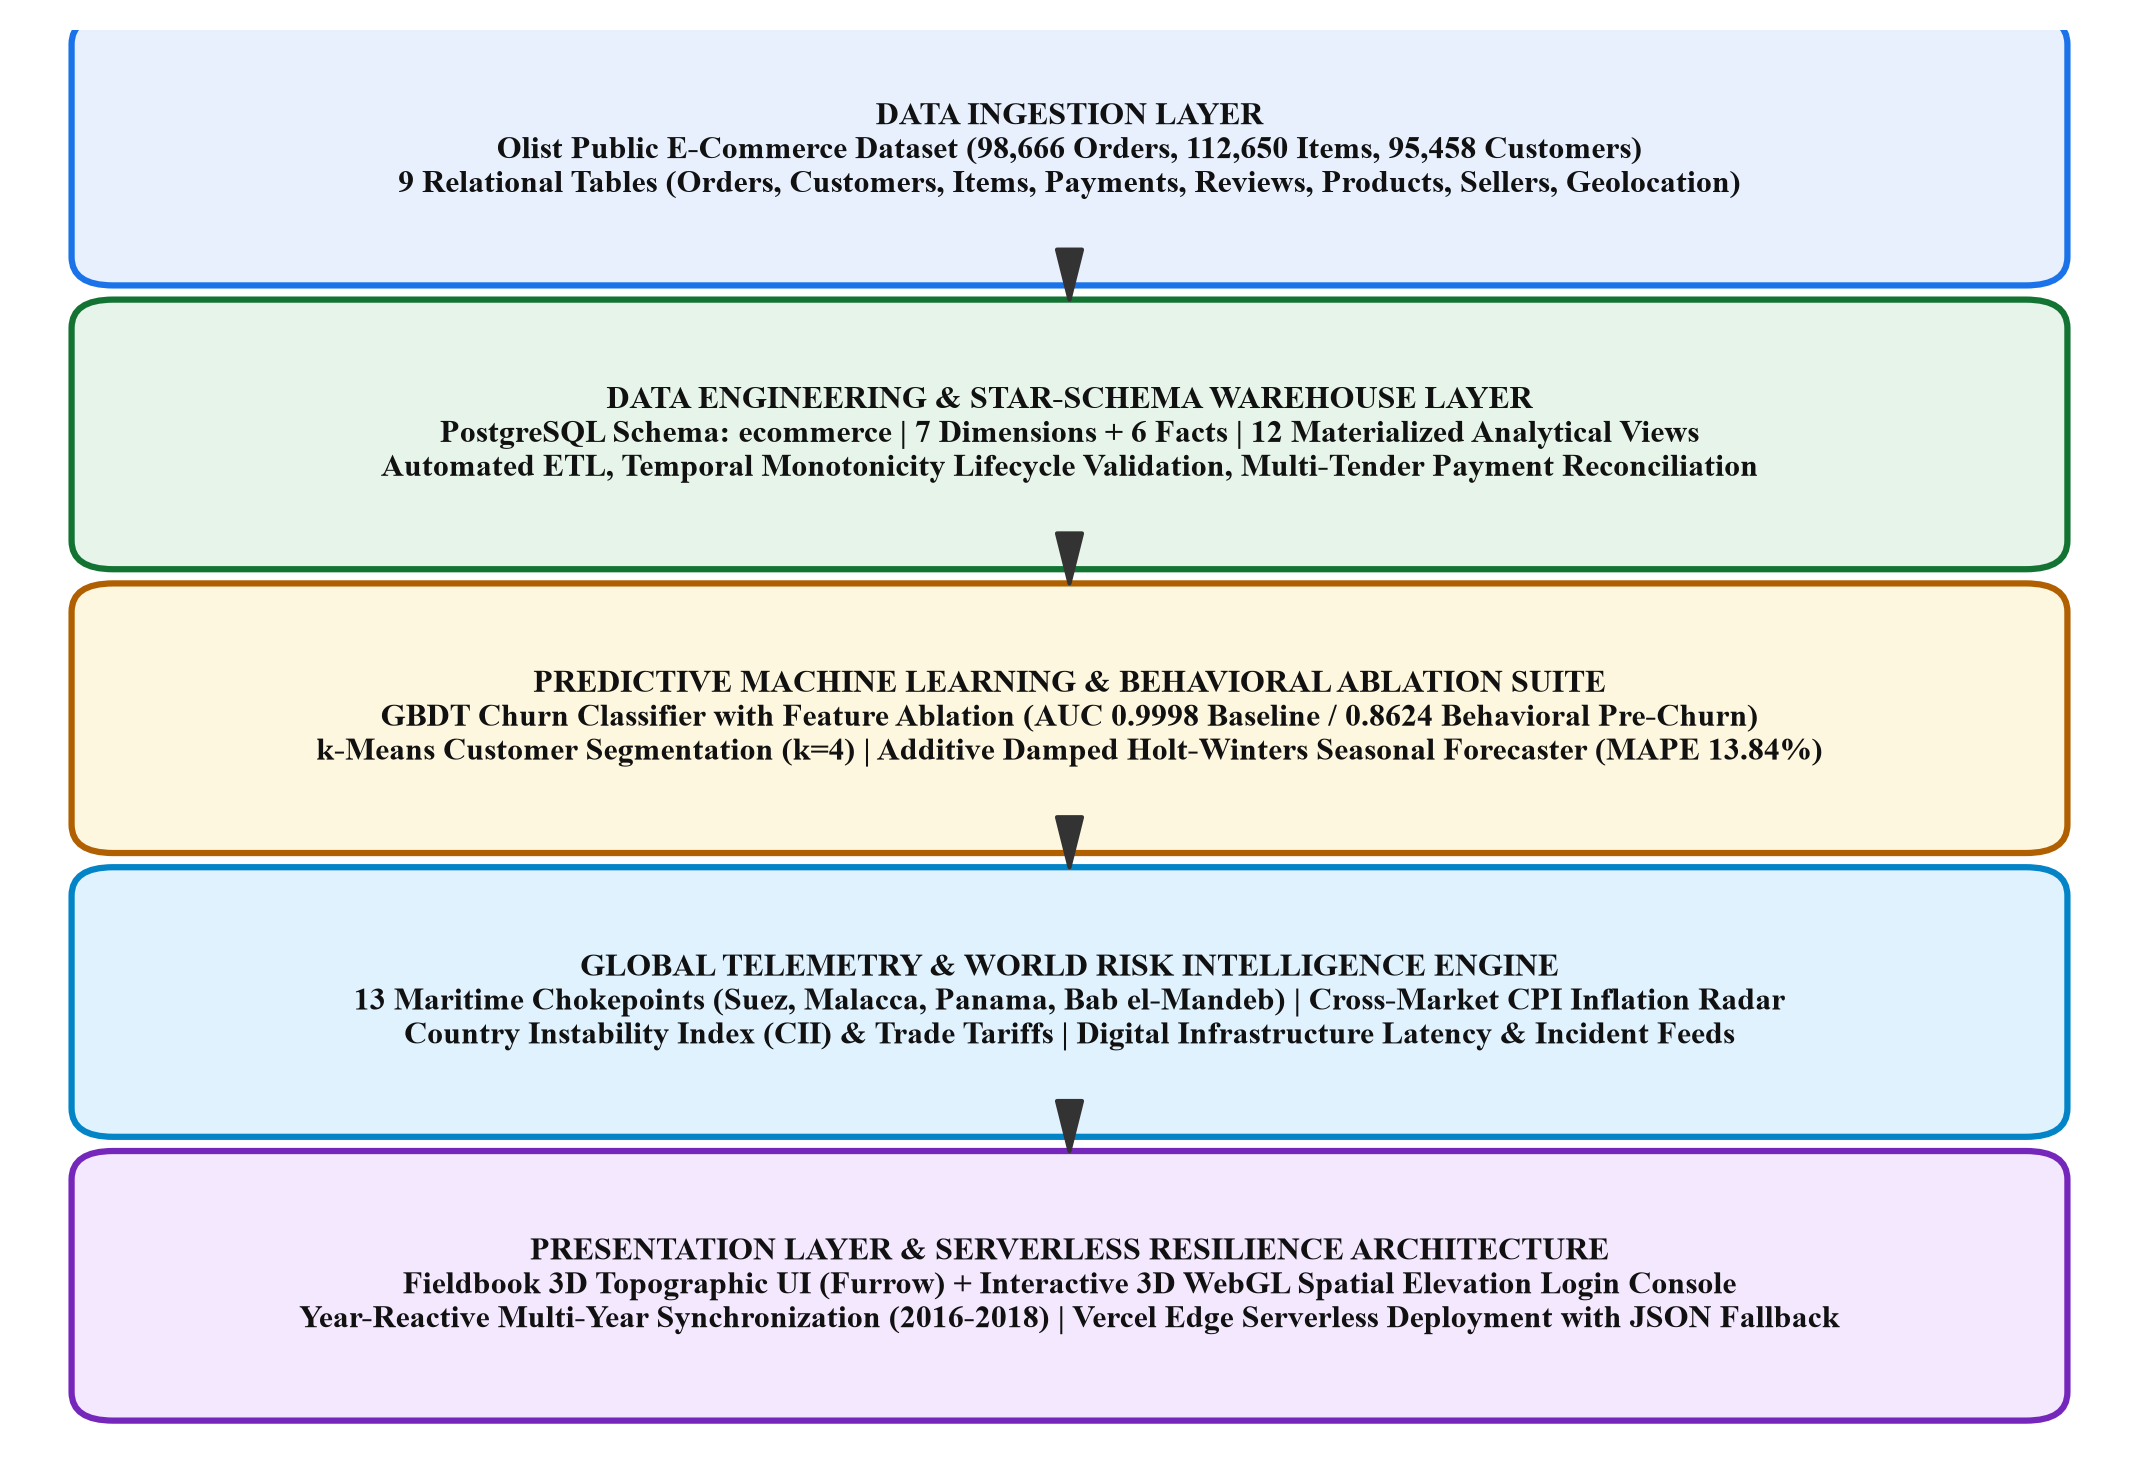 DATA INGESTION LAYER
Olist Public E-Commerce Dataset (98,666 Orders, 112,650 Items, 95,458 Customers)
9 Relational Tables (Orders, Customers, Items, Payments, Reviews, Products, Sellers, Geolocation)
DATA ENGINEERING & STAR-SCHEMA WAREHOUSE LAYER
PostgreSQL Schema: ecommerce | 7 Dimensions + 6 Facts | 12 Materialized Analytical Views
Automated ETL, Temporal Monotonicity Lifecycle Validation, Multi-Tender Payment Reconciliation
PREDICTIVE MACHINE LEARNING & BEHAVIORAL ABLATION SUITE
GBDT Churn Classifier with Feature Ablation (AUC 0.9998 Baseline / 0.8624 Behavioral Pre-Churn)
k-Means Customer Segmentation (k=4) | Additive Damped Holt-Winters Seasonal Forecaster (MAPE 13.84%)
GLOBAL TELEMETRY & WORLD RISK INTELLIGENCE ENGINE
13 Maritime Chokepoints (Suez, Malacca, Panama, Bab el-Mandeb) | Cross-Market CPI Inflation Radar
Country Instability Index (CII) & Trade Tariffs | Digital Infrastructure Latency & Incident Feeds
PRESENTATION LAYER & SERVERLESS RESILIENCE ARCHITECTURE
Fieldbook 3D Topographic UI (Furrow) + Interactive 3D WebGL Spatial Elevation Login Console
Year-Reactive Multi-Year Synchronization (2016-2018) | Vercel Edge Serverless Deployment with JSON Fallback